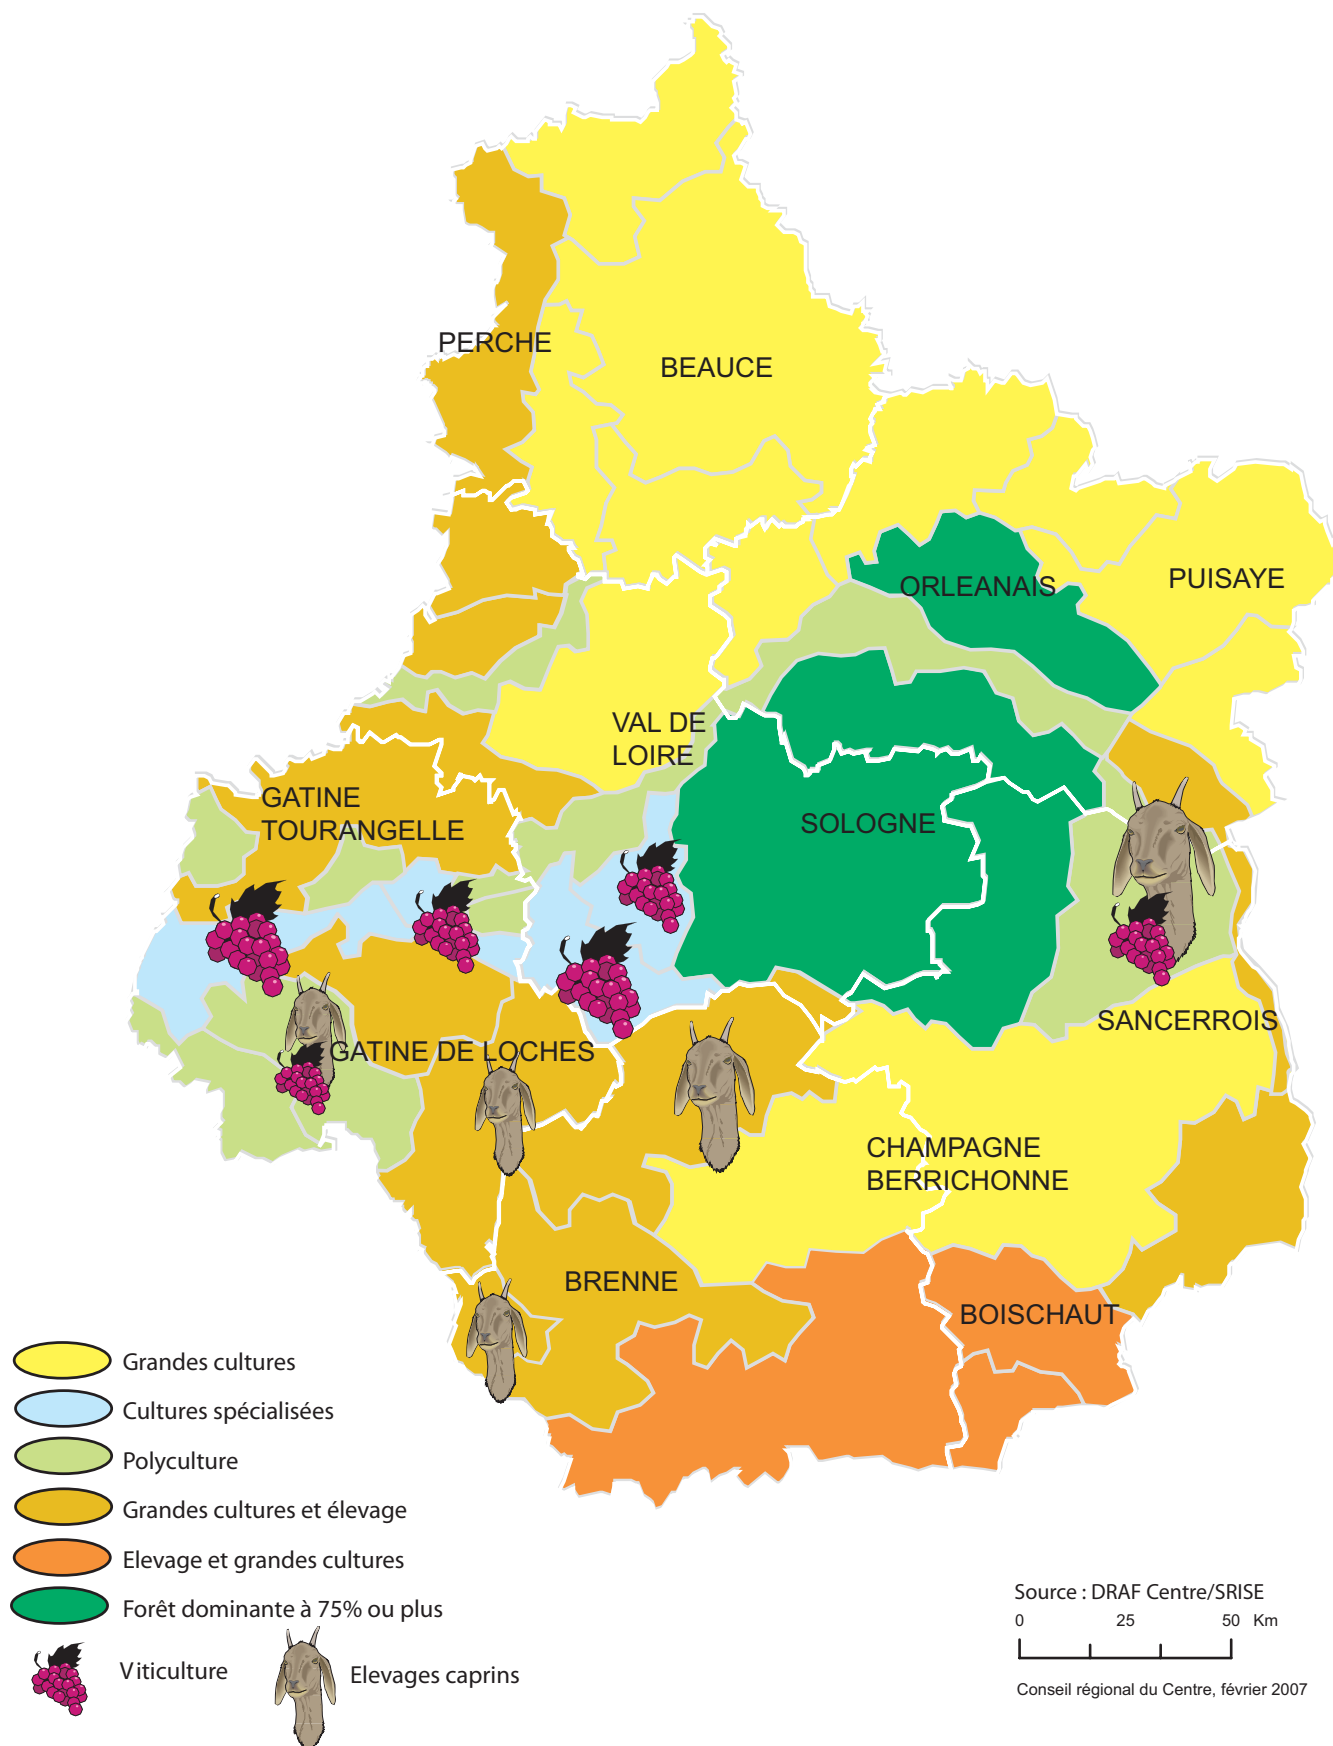 PERCHE
BEAUCE
ORLEANAIS
PUISAYE
VAL DE
LOIRE
GATINE
TOURANGELLE
SOLOGNE
SANCERROIS
GATINE DE LOCHES
CHAMPAGNE
BERRICHONNE
BRENNE
BOISCHAUT
Grandes cultures
Cultures spécialisées
Polyculture
Grandes cultures et élevage
Elevage et grandes cultures
Forêt dominante à 75% ou plus
Viticulture
Elevages caprins
Source : DRAF Centre/SRISE
0 25 50 Km
Conseil régional du Centre, février 2007